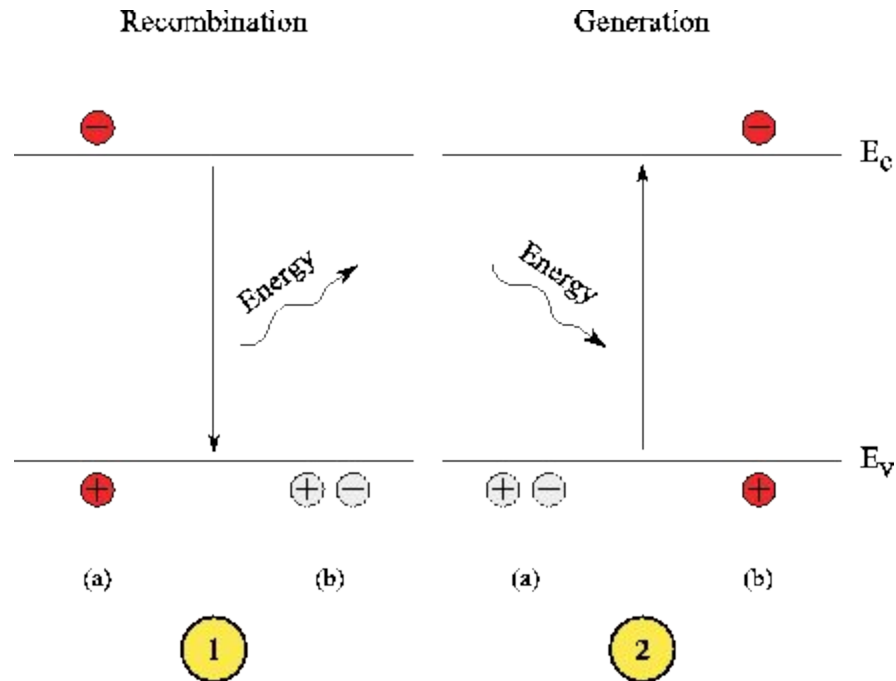 Recombination
Generation
−
−
E_c
Energy
Energy
E_v
+
+ −
+ −
+
(a)
(b)
(a)
(b)
1
2